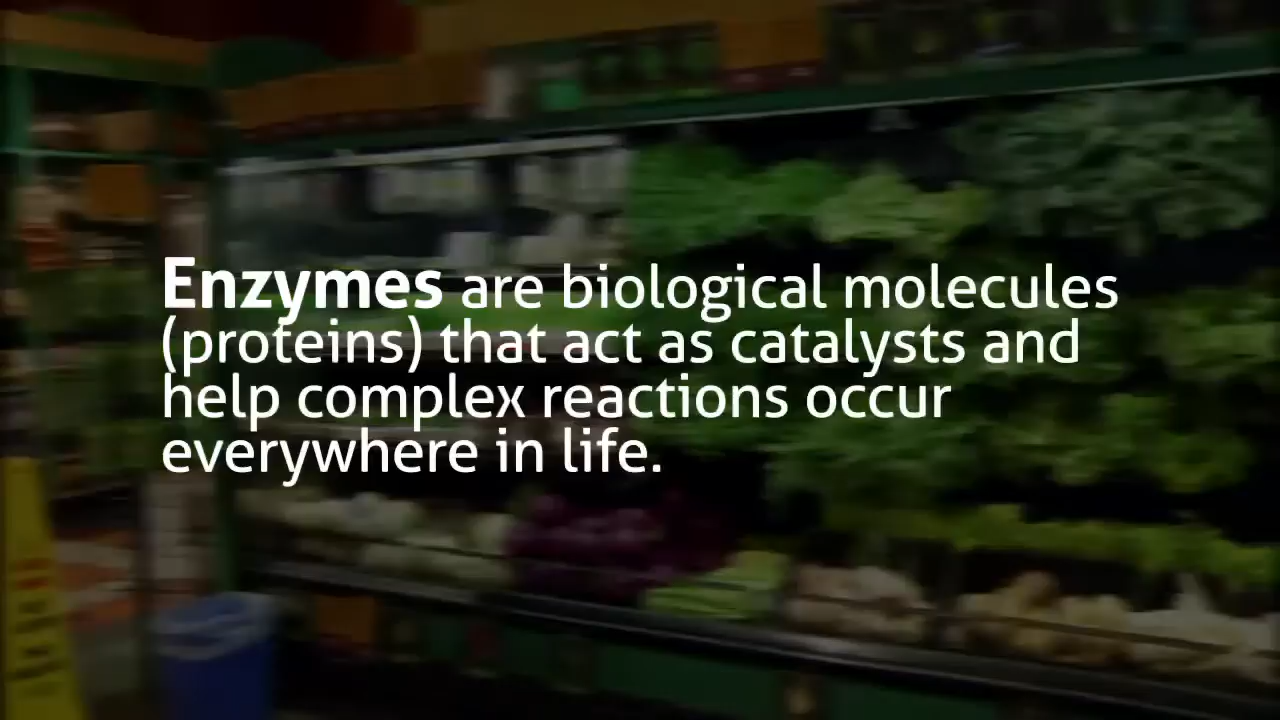 Enzymes are biological molecules
(proteins) that act as catalysts and
help complex reactions occur
everywhere in life.